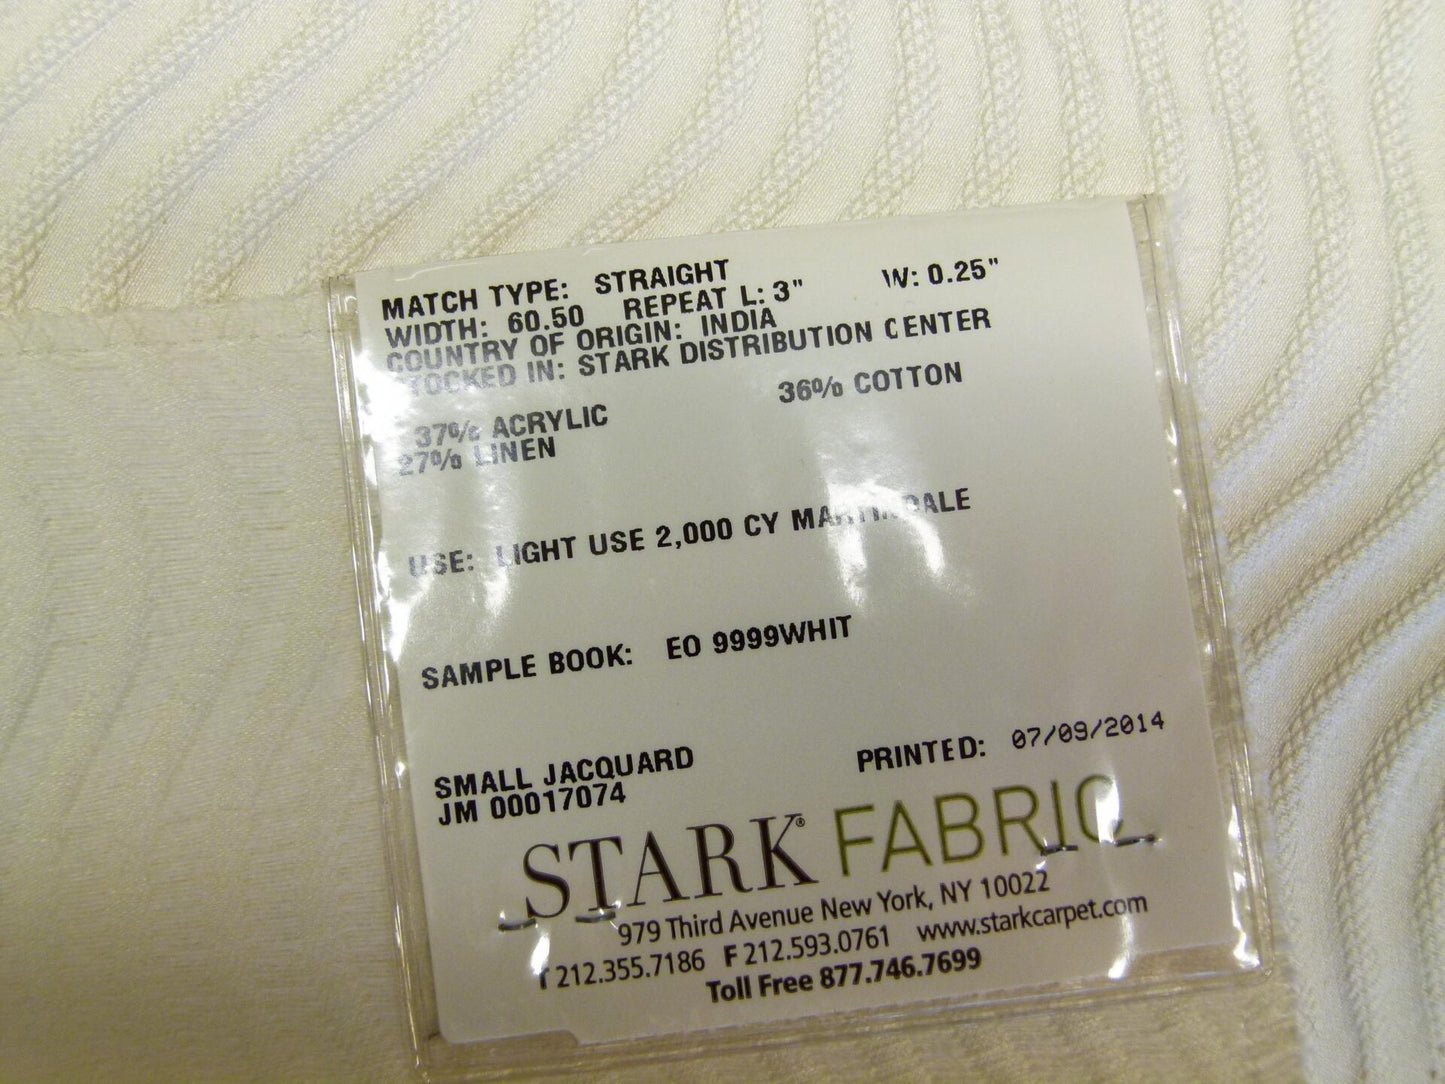 MATCH TYPE: STRAIGHT
WIDTH: 60.50 REPEAT L: 3" W: 0.25"
COUNTRY OF ORIGIN: INDIA
STOCKED IN: STARK DISTRIBUTION CENTER
37% ACRYLIC 36% COTTON
27% LINEN
USE: LIGHT USE 2,000 CY MARTINDALE
SAMPLE BOOK: EO 9999WHIT
SMALL JACQUARD PRINTED: 07/09/2014
JM 00017074
STARK® FABRIC
979 Third Avenue New York, NY 10022
T 212.355.7186 F 212.593.0761 www.starkcarpet.com
Toll Free 877.746.7699